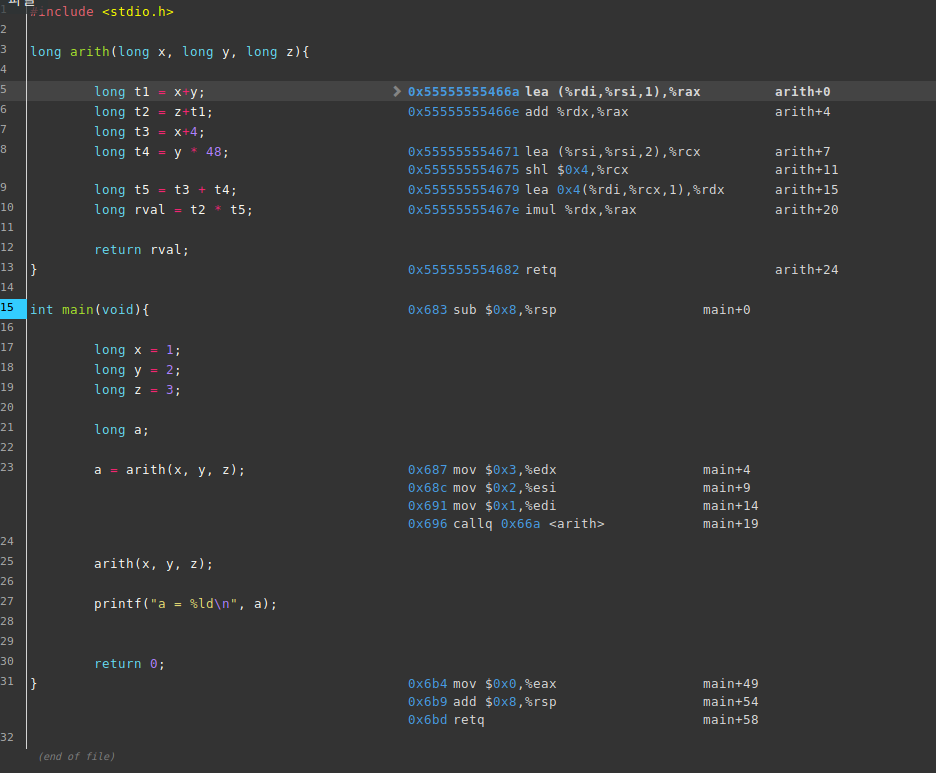 1 #include <stdio.h>
2
3 long arith(long x, long y, long z){
4
5 long t1 = x+y; 0x55555555466a lea (%rdi,%rsi,1),%rax arith+0
6 long t2 = z+t1; 0x55555555466e add %rdx,%rax arith+4
7 long t3 = x+4;
8 long t4 = y * 48; 0x555555554671 lea (%rsi,%rsi,2),%rcx arith+7
0x555555554675 shl $0x4,%rcx arith+11
9 long t5 = t3 + t4; 0x555555554679 lea 0x4(%rdi,%rcx,1),%rdx arith+15
10 long rval = t2 * t5; 0x55555555467e imul %rdx,%rax arith+20
11
12 return rval;
13 } 0x555555554682 retq arith+24
14
15 int main(void){ 0x683 sub $0x8,%rsp main+0
16
17 long x = 1;
18 long y = 2;
19 long z = 3;
20
21 long a;
22
23 a = arith(x, y, z); 0x687 mov $0x3,%edx main+4
0x68c mov $0x2,%esi main+9
0x691 mov $0x1,%edi main+14
0x696 callq 0x66a <arith> main+19
24
25 arith(x, y, z);
26
27 printf("a = %ld\n", a);
28
29
30 return 0;
31 } 0x6b4 mov $0x0,%eax main+49
0x6b9 add $0x8,%rsp main+54
0x6bd retq main+58
32
(end of file)